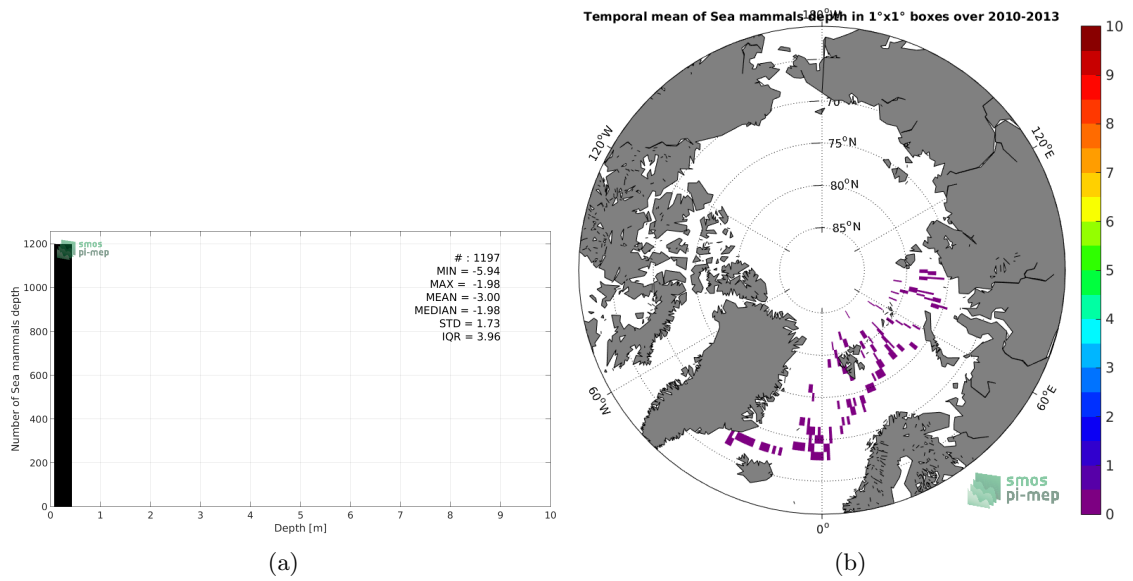 smos
pi-mep
# : 1197
MIN = -5.94
MAX = -1.98
MEAN = -3.00
MEDIAN = -1.98
STD = 1.73
IQR = 3.96
1200
1000
800
600
400
200
0
Number of Sea mammals depth
0 1 2 3 4 5 6 7 8 9 10
Depth [m]
(a)
Temporal mean of Sea mammals depth in 1°x1° boxes over 2010-2013
180°W
120°W
120°E
70°N
75°N
80°N
85°N
60°W
60°E
0°
smos
pi-mep
10
9
8
7
6
5
4
3
2
1
0
(b)